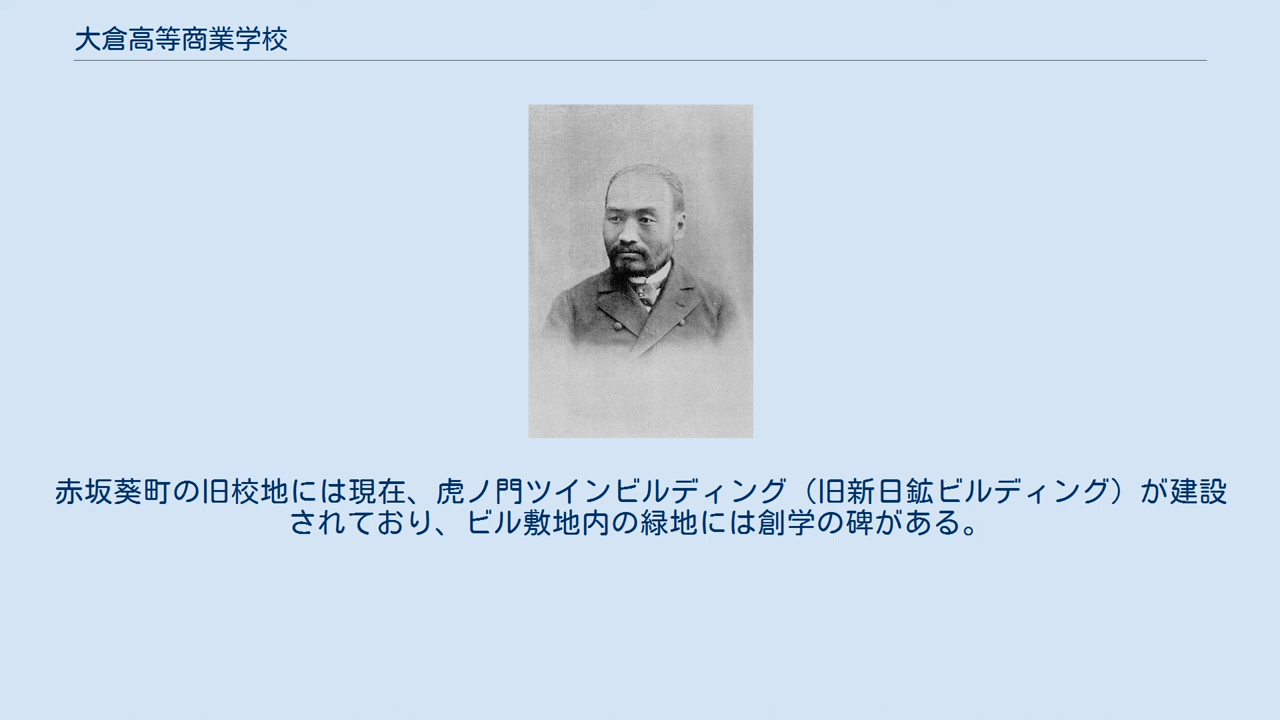 大倉高等商業学校
赤坂葵町の旧校地には現在、虎ノ門ツインビルディング（旧新日鉱ビルディング）が建設
されており、ビル敷地内の緑地には創学の碑がある。